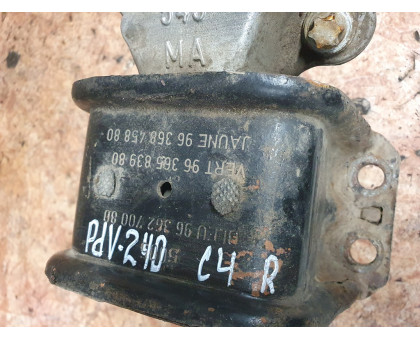 540
MA
JAUNE 96 368 458 80
VERT 96 365 839 80
BLEU 96 362 700 80
PdV-240 C4 R